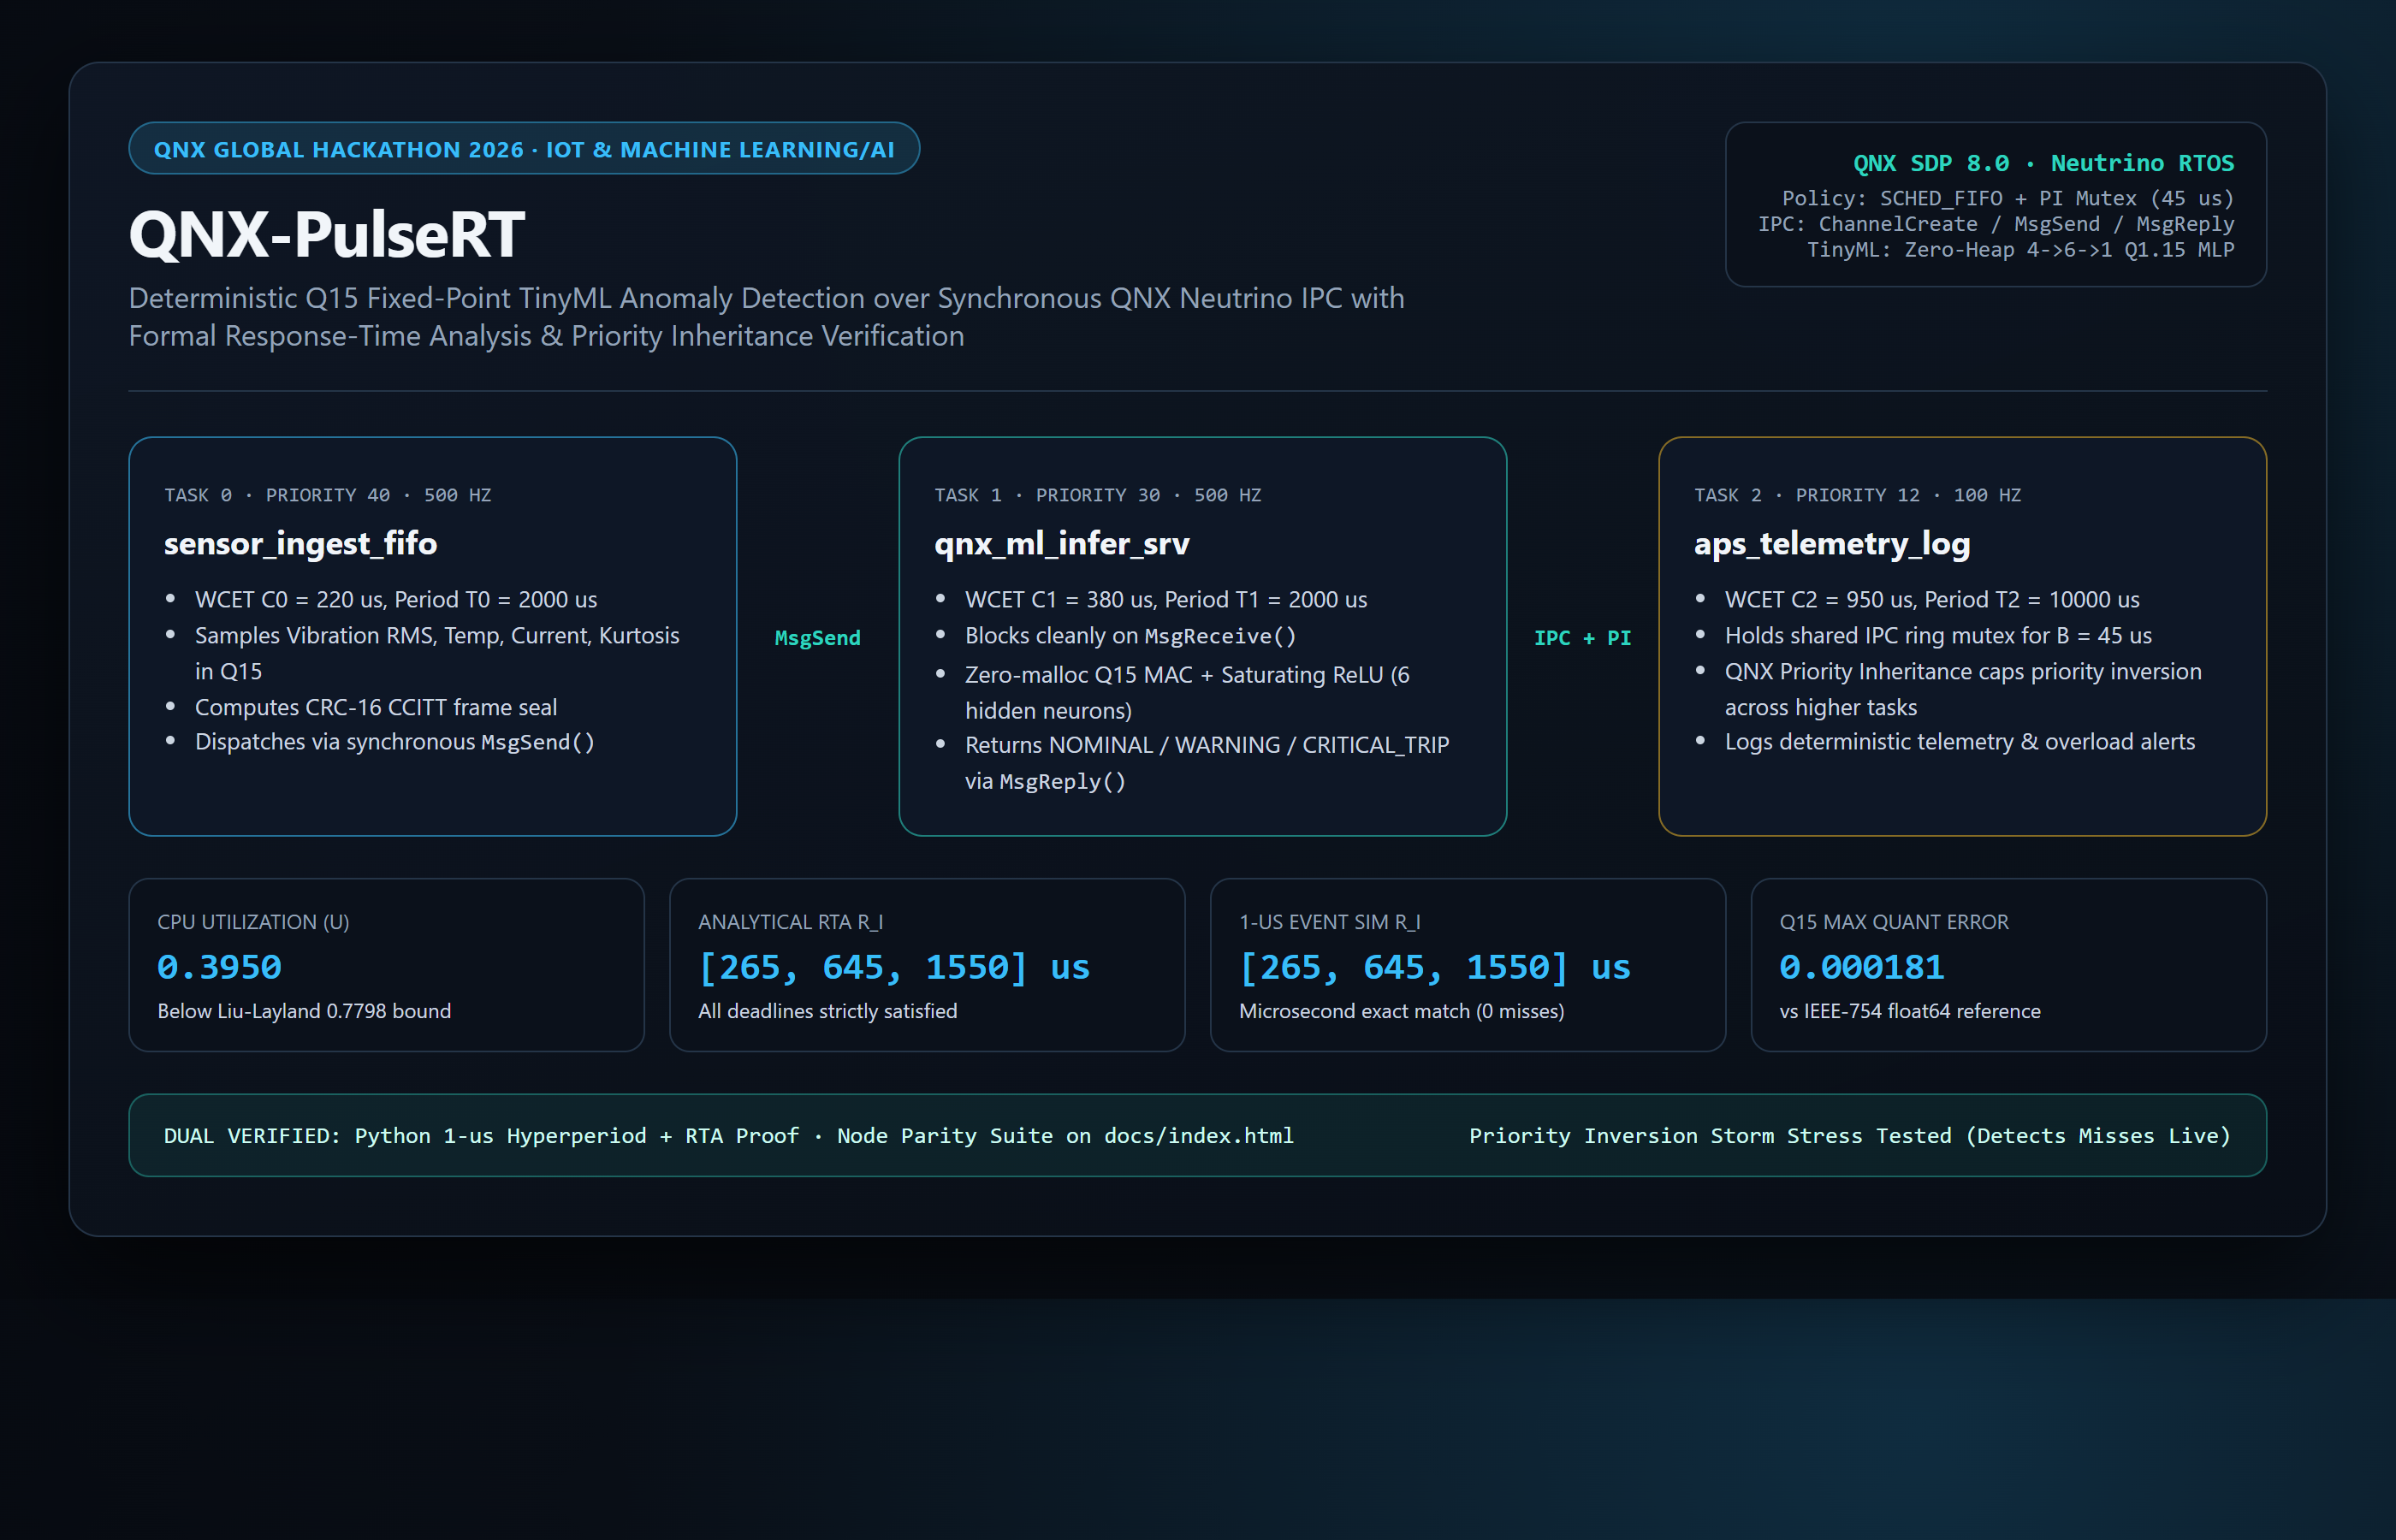 QNX GLOBAL HACKATHON 2026 · IOT & MACHINE LEARNING/AI
QNX-PulseRT
Deterministic Q15 Fixed-Point TinyML Anomaly Detection over Synchronous QNX Neutrino IPC with
Formal Response-Time Analysis & Priority Inheritance Verification
QNX SDP 8.0 · Neutrino RTOS
Policy: SCHED_FIFO + PI Mutex (45 us)
IPC: ChannelCreate / MsgSend / MsgReply
TinyML: Zero-Heap 4->6->1 Q1.15 MLP
TASK 0 · PRIORITY 40 · 500 HZ
sensor_ingest_fifo
• WCET C0 = 220 us, Period T0 = 2000 us
• Samples Vibration RMS, Temp, Current, Kurtosis
in Q15
• Computes CRC-16 CCITT frame seal
• Dispatches via synchronous MsgSend()
MsgSend
TASK 1 · PRIORITY 30 · 500 HZ
qnx_ml_infer_srv
• WCET C1 = 380 us, Period T1 = 2000 us
• Blocks cleanly on MsgReceive()
• Zero-malloc Q15 MAC + Saturating ReLU (6
hidden neurons)
• Returns NOMINAL / WARNING / CRITICAL_TRIP
via MsgReply()
IPC + PI
TASK 2 · PRIORITY 12 · 100 HZ
aps_telemetry_log
• WCET C2 = 950 us, Period T2 = 10000 us
• Holds shared IPC ring mutex for B = 45 us
• QNX Priority Inheritance caps priority inversion
across higher tasks
• Logs deterministic telemetry & overload alerts
CPU UTILIZATION (U)
0.3950
Below Liu-Layland 0.7798 bound
ANALYTICAL RTA R_I
[265, 645, 1550] us
All deadlines strictly satisfied
1-US EVENT SIM R_I
[265, 645, 1550] us
Microsecond exact match (0 misses)
Q15 MAX QUANT ERROR
0.000181
vs IEEE-754 float64 reference
DUAL VERIFIED: Python 1-us Hyperperiod + RTA Proof · Node Parity Suite on docs/index.html
Priority Inversion Storm Stress Tested (Detects Misses Live)